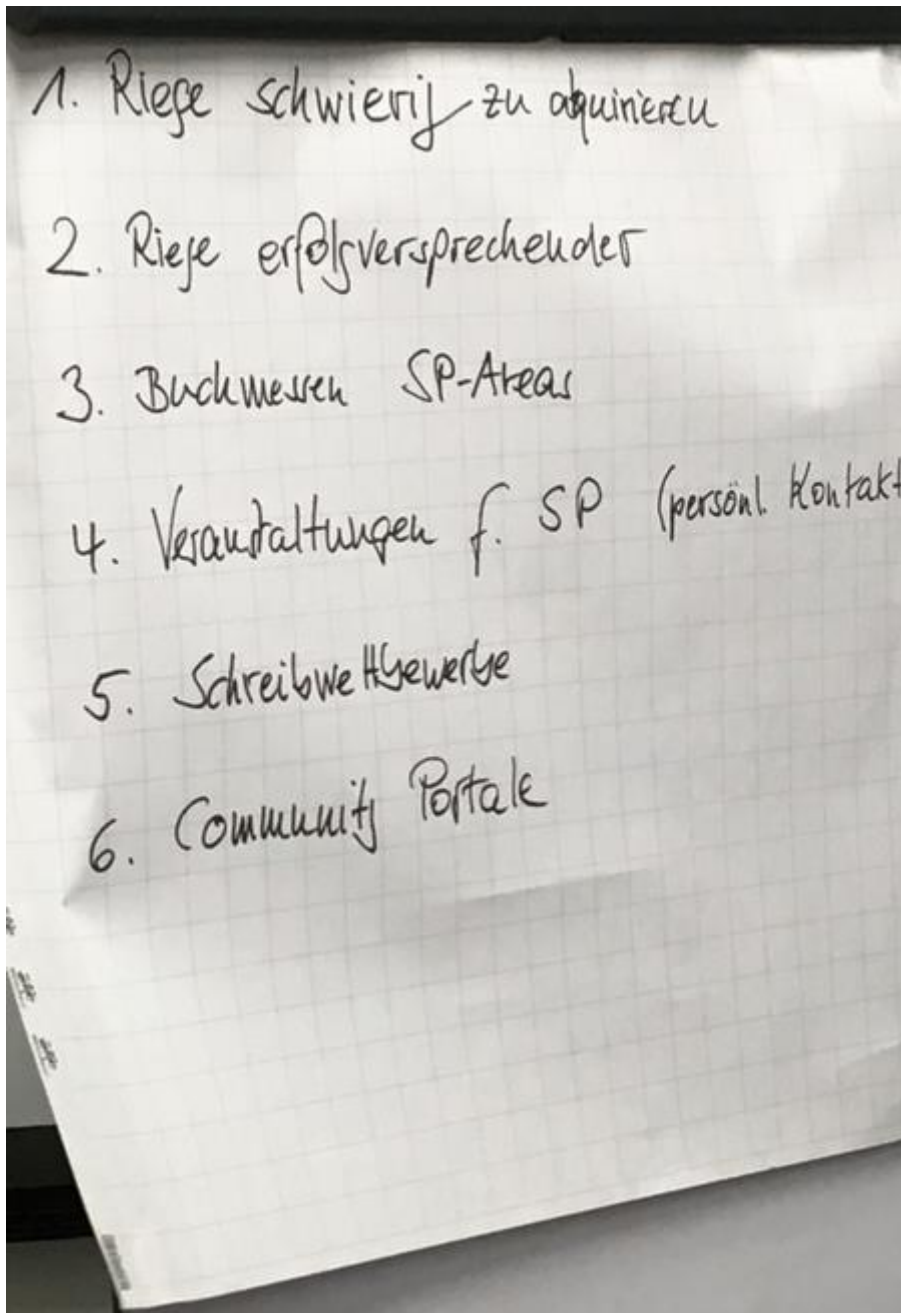 1. Riege schwierig zu aquirieren
2. Riege erfolgsversprechender
3. Buchmessen SP-Areas
4. Veranstaltungen f. SP (persönl. Kontakt
5. Schreibwettbewerbe
6. Community Portale